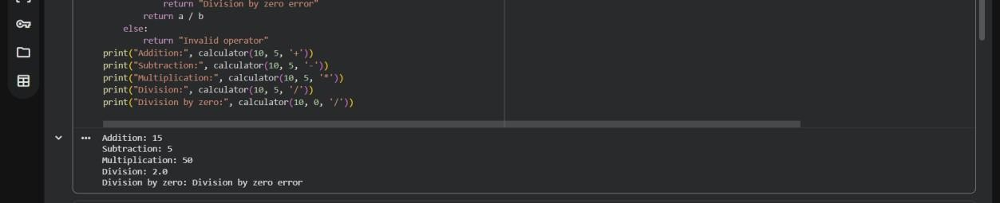 return "Division by zero error"
return a / b
else:
return "Invalid operator"
print("Addition:", calculator(10, 5, '+'))
print("Subtraction:", calculator(10, 5, '-'))
print("Multiplication:", calculator(10, 5, '*'))
print("Division:", calculator(10, 5, '/'))
print("Division by zero:", calculator(10, 0, '/'))
Addition: 15
Subtraction: 5
Multiplication: 50
Division: 2.0
Division by zero: Division by zero error